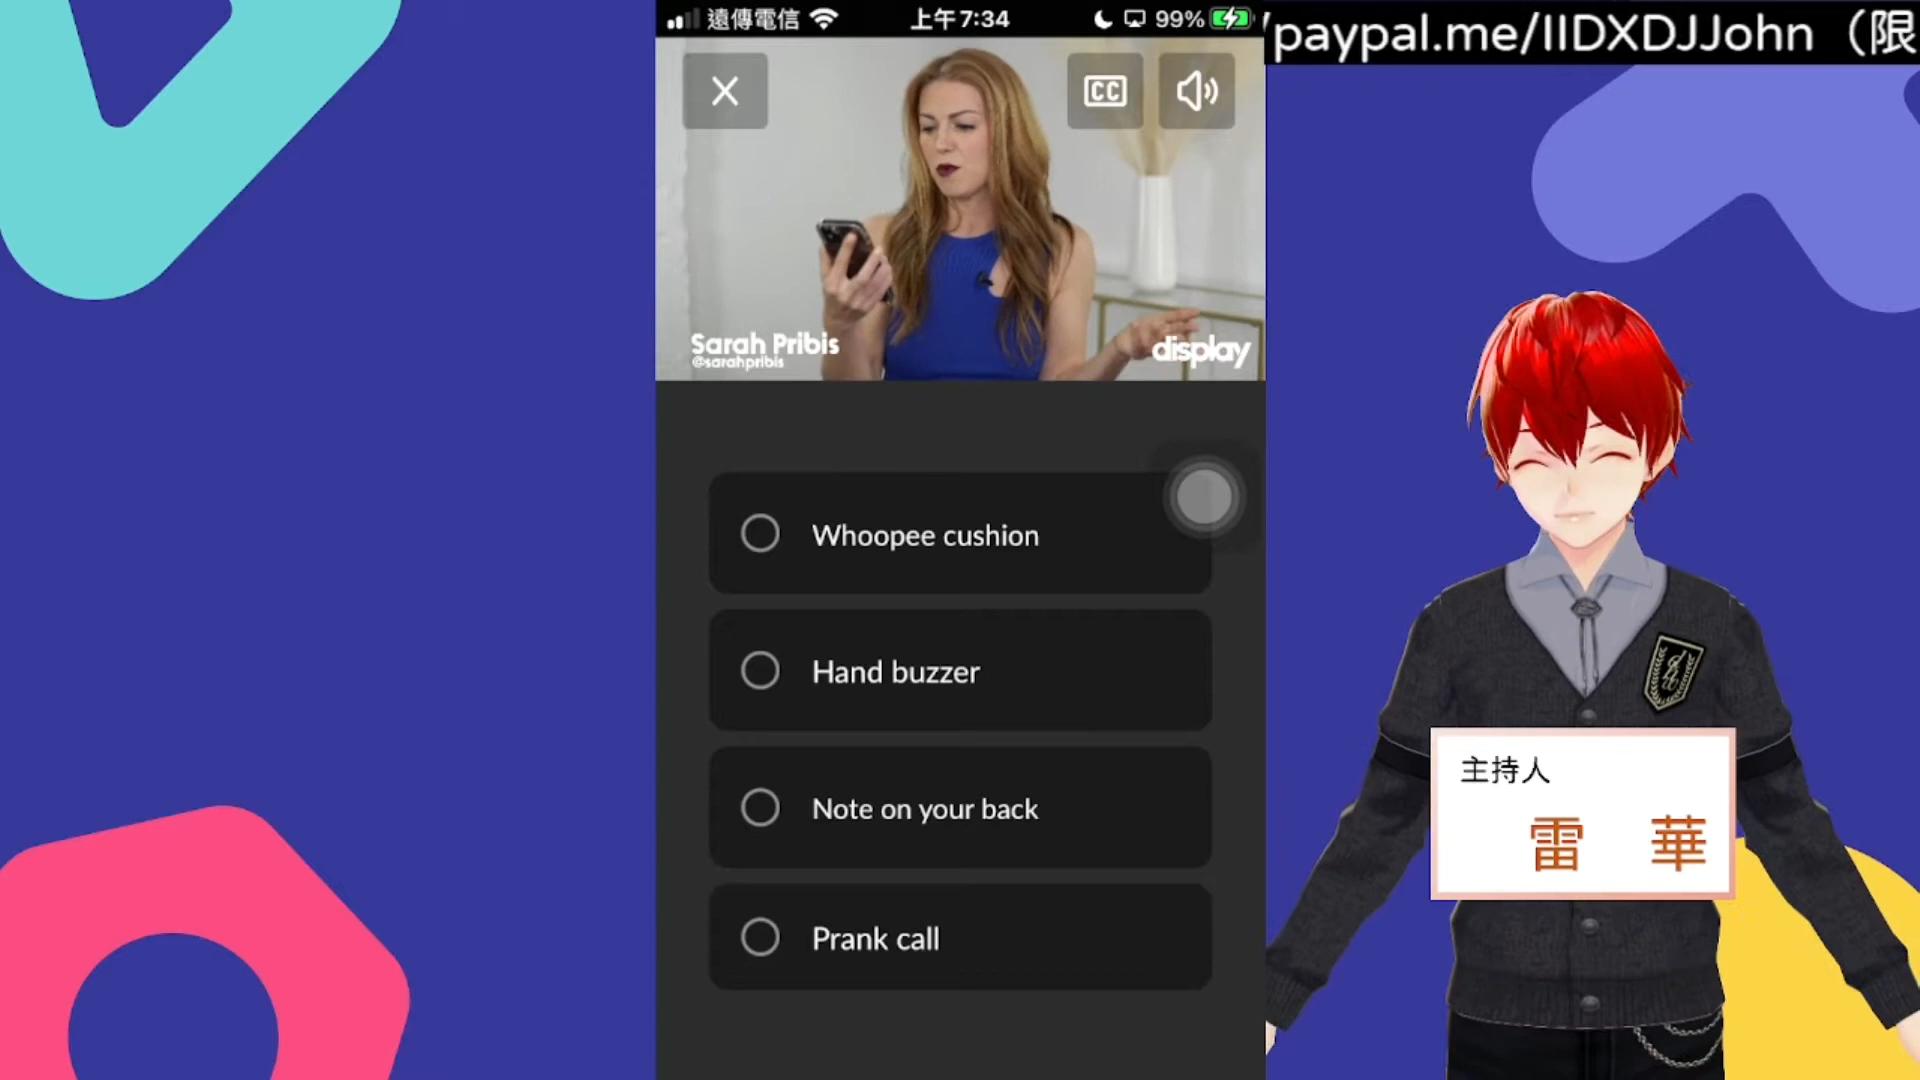 遠傳電信
上午7:34
99%
/paypal.me/IIDXDJJohn（限
CC
Sarah Pribis
@sarahpribis
display
Whoopee cushion
Hand buzzer
Note on your back
Prank call
主持人
雷 華